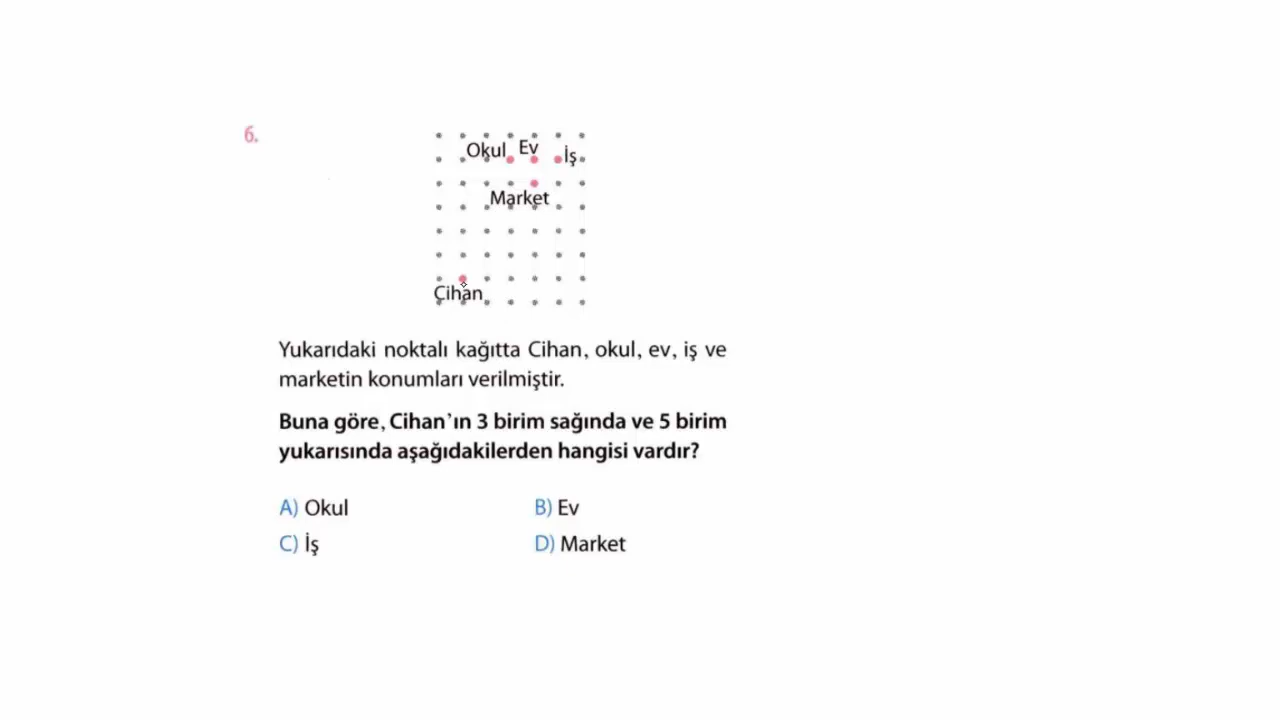 6.
Okul Ev İş
Market
Cihan
Yukarıdaki noktalı kağıtta Cihan, okul, ev, iş ve
marketin konumları verilmiştir.
Buna göre, Cihan'ın 3 birim sağında ve 5 birim
yukarısında aşağıdakilerden hangisi vardır?
A) Okul B) Ev
C) İş D) Market